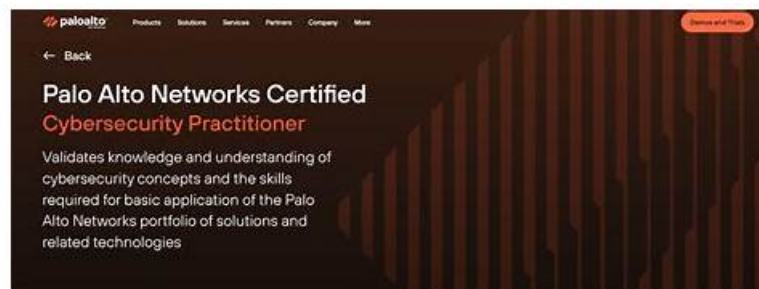 paloalto
Products Solutions Services Partners Company More
Demos and Trials
← Back
Palo Alto Networks Certified
Cybersecurity Practitioner
Validates knowledge and understanding of
cybersecurity concepts and the skills
required for basic application of the Palo
Alto Networks portfolio of solutions and
related technologies